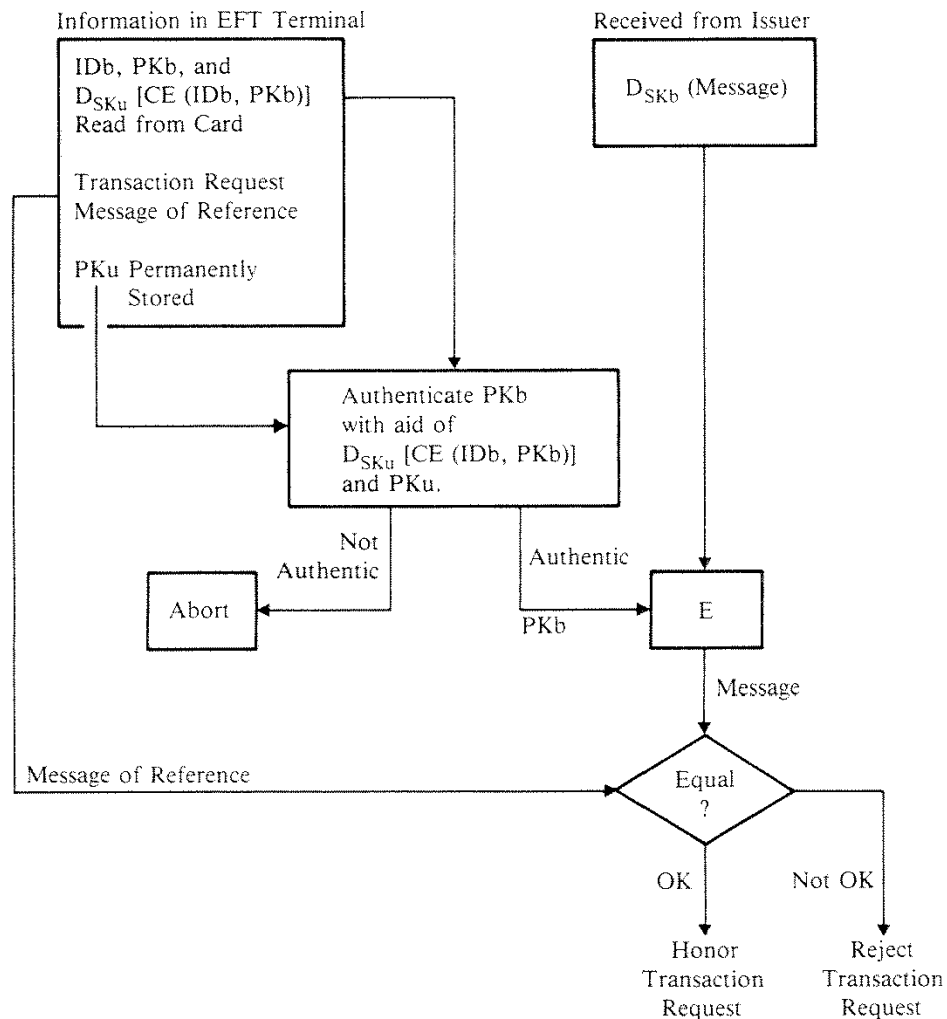 Information in EFT Terminal
IDb, PKb, and
D_SKu [CE (IDb, PKb)]
Read from Card
Transaction Request
Message of Reference
PKu Permanently
Stored
Received from Issuer
D_SKb (Message)
Authenticate PKb
with aid of
D_SKu [CE (IDb, PKb)]
and PKu.
Not
Authentic
Authentic
Abort
PKb
E
Message
Message of Reference
Equal
?
OK
Not OK
Honor
Transaction
Request
Reject
Transaction
Request